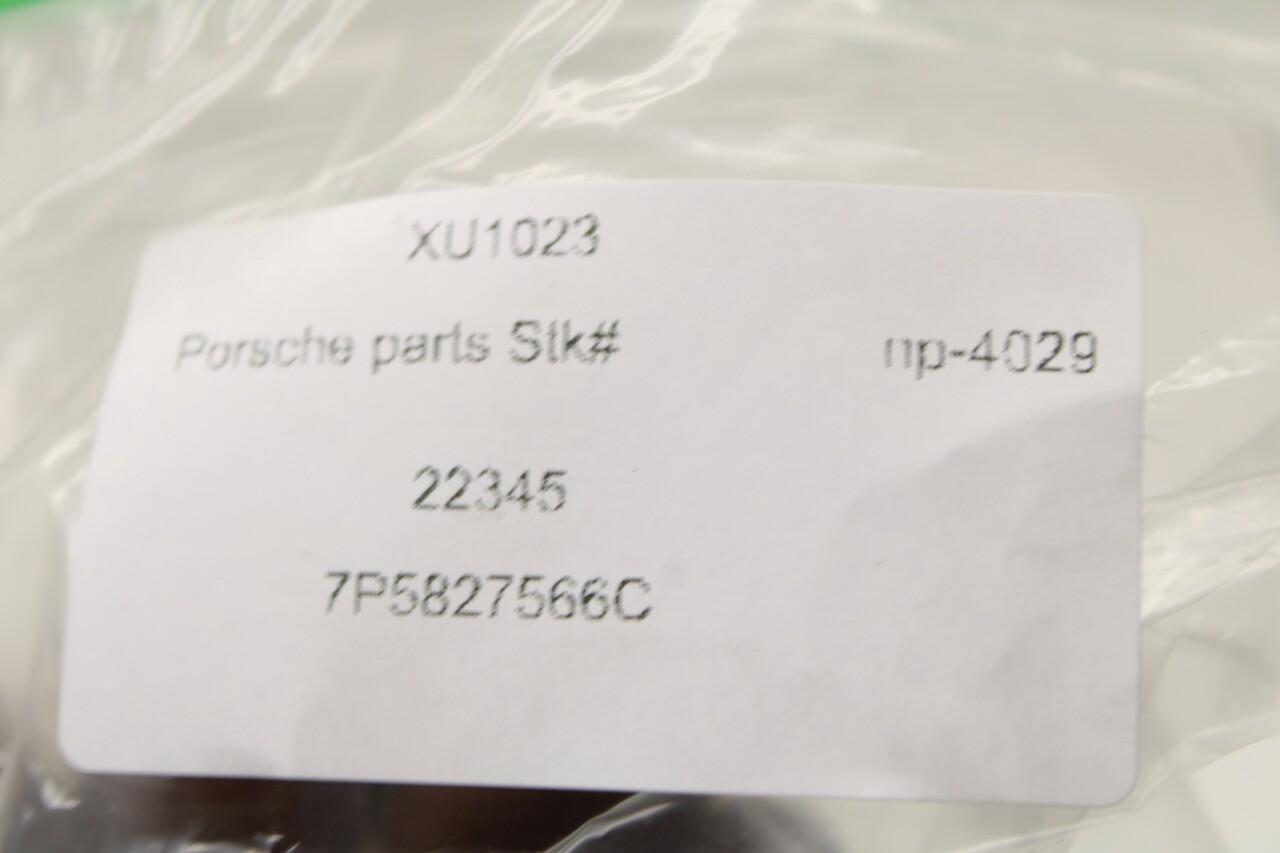 XU1023
Porsche parts Stk# np-4029
22345
7P5827566C